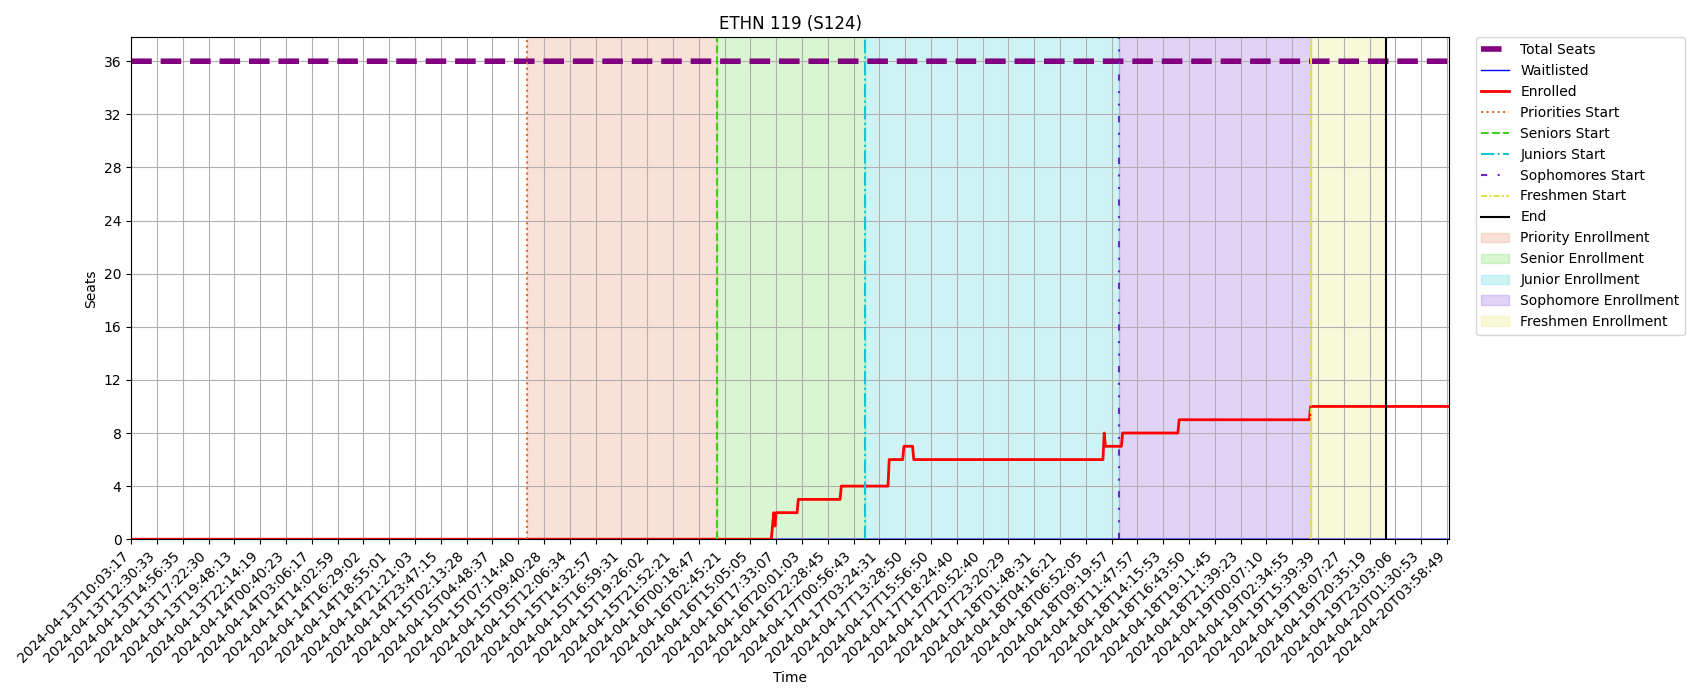 ETHN 119 (S124)
Seats
36
32
28
24
20
16
12
8
4
0
2024-04-13T10:03:17
2024-04-13T12:30:33
2024-04-13T14:56:35
2024-04-13T17:22:30
2024-04-13T19:48:13
2024-04-13T22:14:19
2024-04-14T00:40:23
2024-04-14T03:06:17
2024-04-14T14:02:59
2024-04-14T16:29:02
2024-04-14T18:55:01
2024-04-14T21:21:03
2024-04-14T23:47:15
2024-04-15T02:13:28
2024-04-15T04:48:37
2024-04-15T07:14:40
2024-04-15T09:40:28
2024-04-15T12:06:34
2024-04-15T14:32:57
2024-04-15T16:59:31
2024-04-15T19:26:02
2024-04-15T21:52:21
2024-04-16T00:18:47
2024-04-16T02:45:21
2024-04-16T15:05:05
2024-04-16T17:33:07
2024-04-16T20:01:03
2024-04-16T22:28:45
2024-04-17T00:56:43
2024-04-17T03:24:31
2024-04-17T13:28:50
2024-04-17T15:56:50
2024-04-17T18:24:40
2024-04-17T20:52:40
2024-04-17T23:20:29
2024-04-18T01:48:31
2024-04-18T04:16:21
2024-04-18T06:52:05
2024-04-18T09:19:57
2024-04-18T11:47:57
2024-04-18T14:15:53
2024-04-18T16:43:50
2024-04-18T19:11:45
2024-04-18T21:39:23
2024-04-19T00:07:10
2024-04-19T02:34:55
2024-04-19T15:39:39
2024-04-19T18:07:27
2024-04-19T20:35:19
2024-04-19T23:03:06
2024-04-20T01:30:53
2024-04-20T03:58:49
Time
Total Seats
Waitlisted
Enrolled
Priorities Start
Seniors Start
Juniors Start
Sophomores Start
Freshmen Start
End
Priority Enrollment
Senior Enrollment
Junior Enrollment
Sophomore Enrollment
Freshmen Enrollment